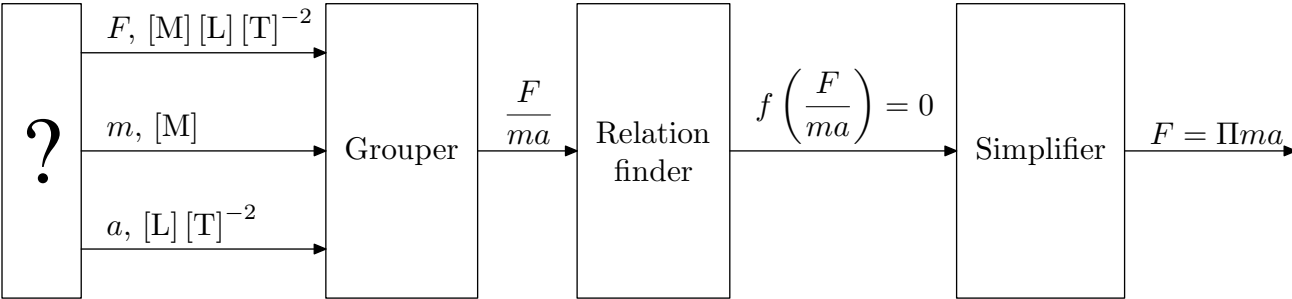 ?
F, [M] [L] [T]⁻²
m, [M]
a, [L] [T]⁻²
Grouper
F/ma
Relation
finder
f(F/ma) = 0
Simplifier
F = Πma